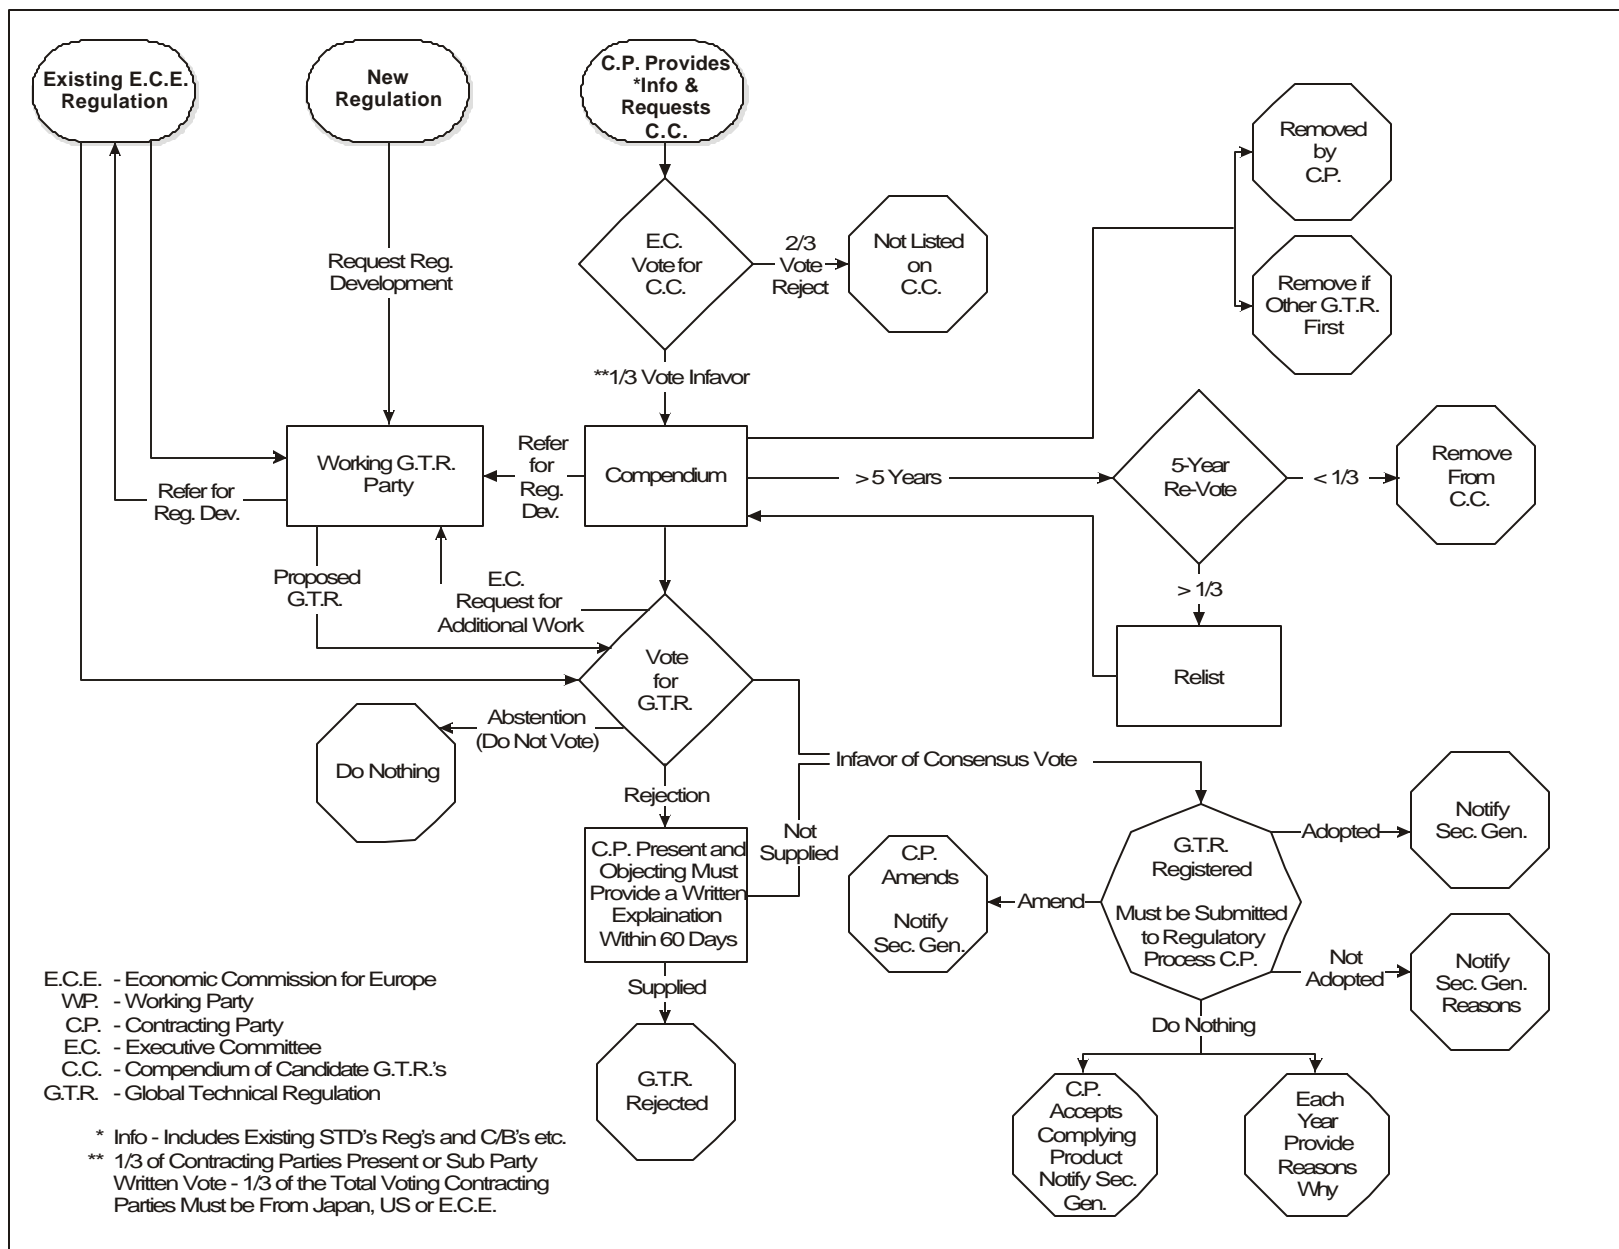 Existing E.C.E.
Regulation
New
Regulation
C.P. Provides
*Info &
Requests
C.C.
Removed
by
C.P.
Request Reg.
Development
E.C.
Vote for
C.C.
2/3
Vote
Reject
Not Listed
on
C.C.
Remove if
Other G.T.R.
First
**1/3 Vote Infavor
Working G.T.R.
Party
Refer
for
Reg.
Dev.
Compendium
> 5 Years
5-Year
Re-Vote
< 1/3
Remove
From
C.C.
Refer for
Reg. Dev.
Proposed
G.T.R.
E.C.
Request for
Additional Work
> 1/3
Relist
Vote
for
G.T.R.
Abstention
(Do Not Vote)
Do Nothing
Infavor of Consensus Vote
Rejection
Not
Supplied
C.P. Present and
Objecting Must
Provide a Written
Explaination
Within 60 Days
C.P.
Amends
Notify
Sec. Gen.
Amend
G.T.R.
Registered
Must be Submitted
to Regulatory
Process C.P.
Adopted
Notify
Sec. Gen.
Not
Adopted
Notify
Sec. Gen.
Reasons
Supplied
G.T.R.
Rejected
Do Nothing
C.P.
Accepts
Complying
Product
Notify Sec.
Gen.
Each
Year
Provide
Reasons
Why
E.C.E. - Economic Commission for Europe
WP. - Working Party
C.P. - Contracting Party
E.C. - Executive Committee
C.C. - Compendium of Candidate G.T.R.'s
G.T.R. - Global Technical Regulation
* Info - Includes Existing STD's Reg's and C/B's etc.
** 1/3 of Contracting Parties Present or Sub Party
Written Vote - 1/3 of the Total Voting Contracting
Parties Must be From Japan, US or E.C.E.